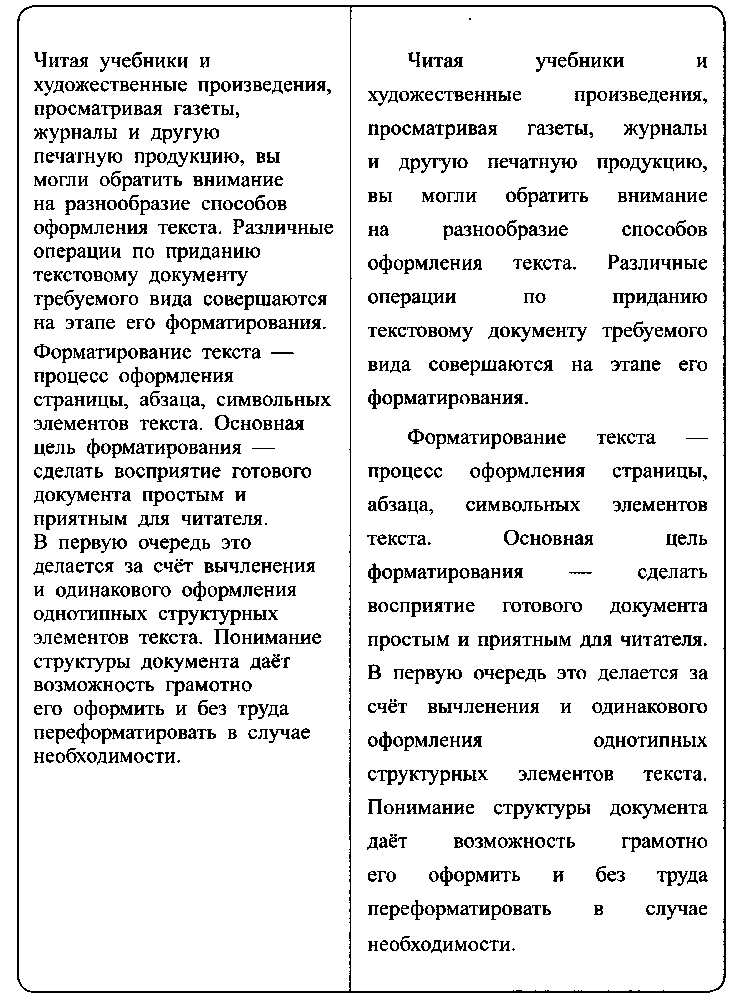 Читая учебники и
художественные произведения,
просматривая газеты,
журналы и другую
печатную продукцию, вы
могли обратить внимание
на разнообразие способов
оформления текста. Различные
операции по приданию
текстовому документу
требуемого вида совершаются
на этапе его форматирования.
Форматирование текста —
процесс оформления
страницы, абзаца, символьных
элементов текста. Основная
цель форматирования —
сделать восприятие готового
документа простым и
приятным для читателя.
В первую очередь это
делается за счёт вычленения
и одинакового оформления
однотипных структурных
элементов текста. Понимание
структуры документа даёт
возможность грамотно
его оформить и без труда
переформатировать в случае
необходимости.
Читая учебники и
художественные произведения,
просматривая газеты, журналы
и другую печатную продукцию,
вы могли обратить внимание
на разнообразие способов
оформления текста. Различные
операции по приданию
текстовому документу требуемого
вида совершаются на этапе его
форматирования.
Форматирование текста —
процесс оформления страницы,
абзаца, символьных элементов
текста. Основная цель
форматирования — сделать
восприятие готового документа
простым и приятным для читателя.
В первую очередь это делается за
счёт вычленения и одинакового
оформления однотипных
структурных элементов текста.
Понимание структуры документа
даёт возможность грамотно
его оформить и без труда
переформатировать в случае
необходимости.